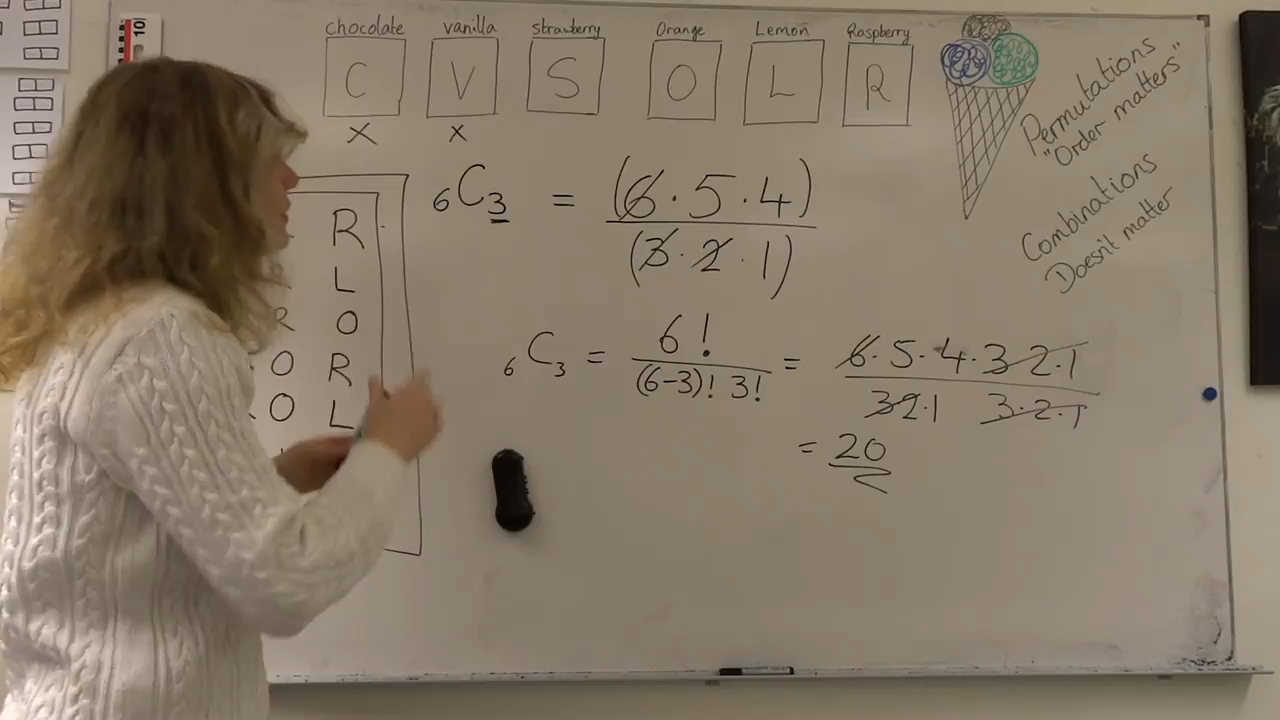 10
chocolate vanilla strawberry Orange Lemon Raspberry
C V S O L R
x x
Permutations
"Order matters"
Combinations
Doesn't matter
₆C₃ = (6·5·4)
(3·2·1)
R
L
R O
O R
O L
₆C₃ = 6! = 6·5·4·3·2·1
(6-3)! 3! 3 2·1 3·2·1
= 20